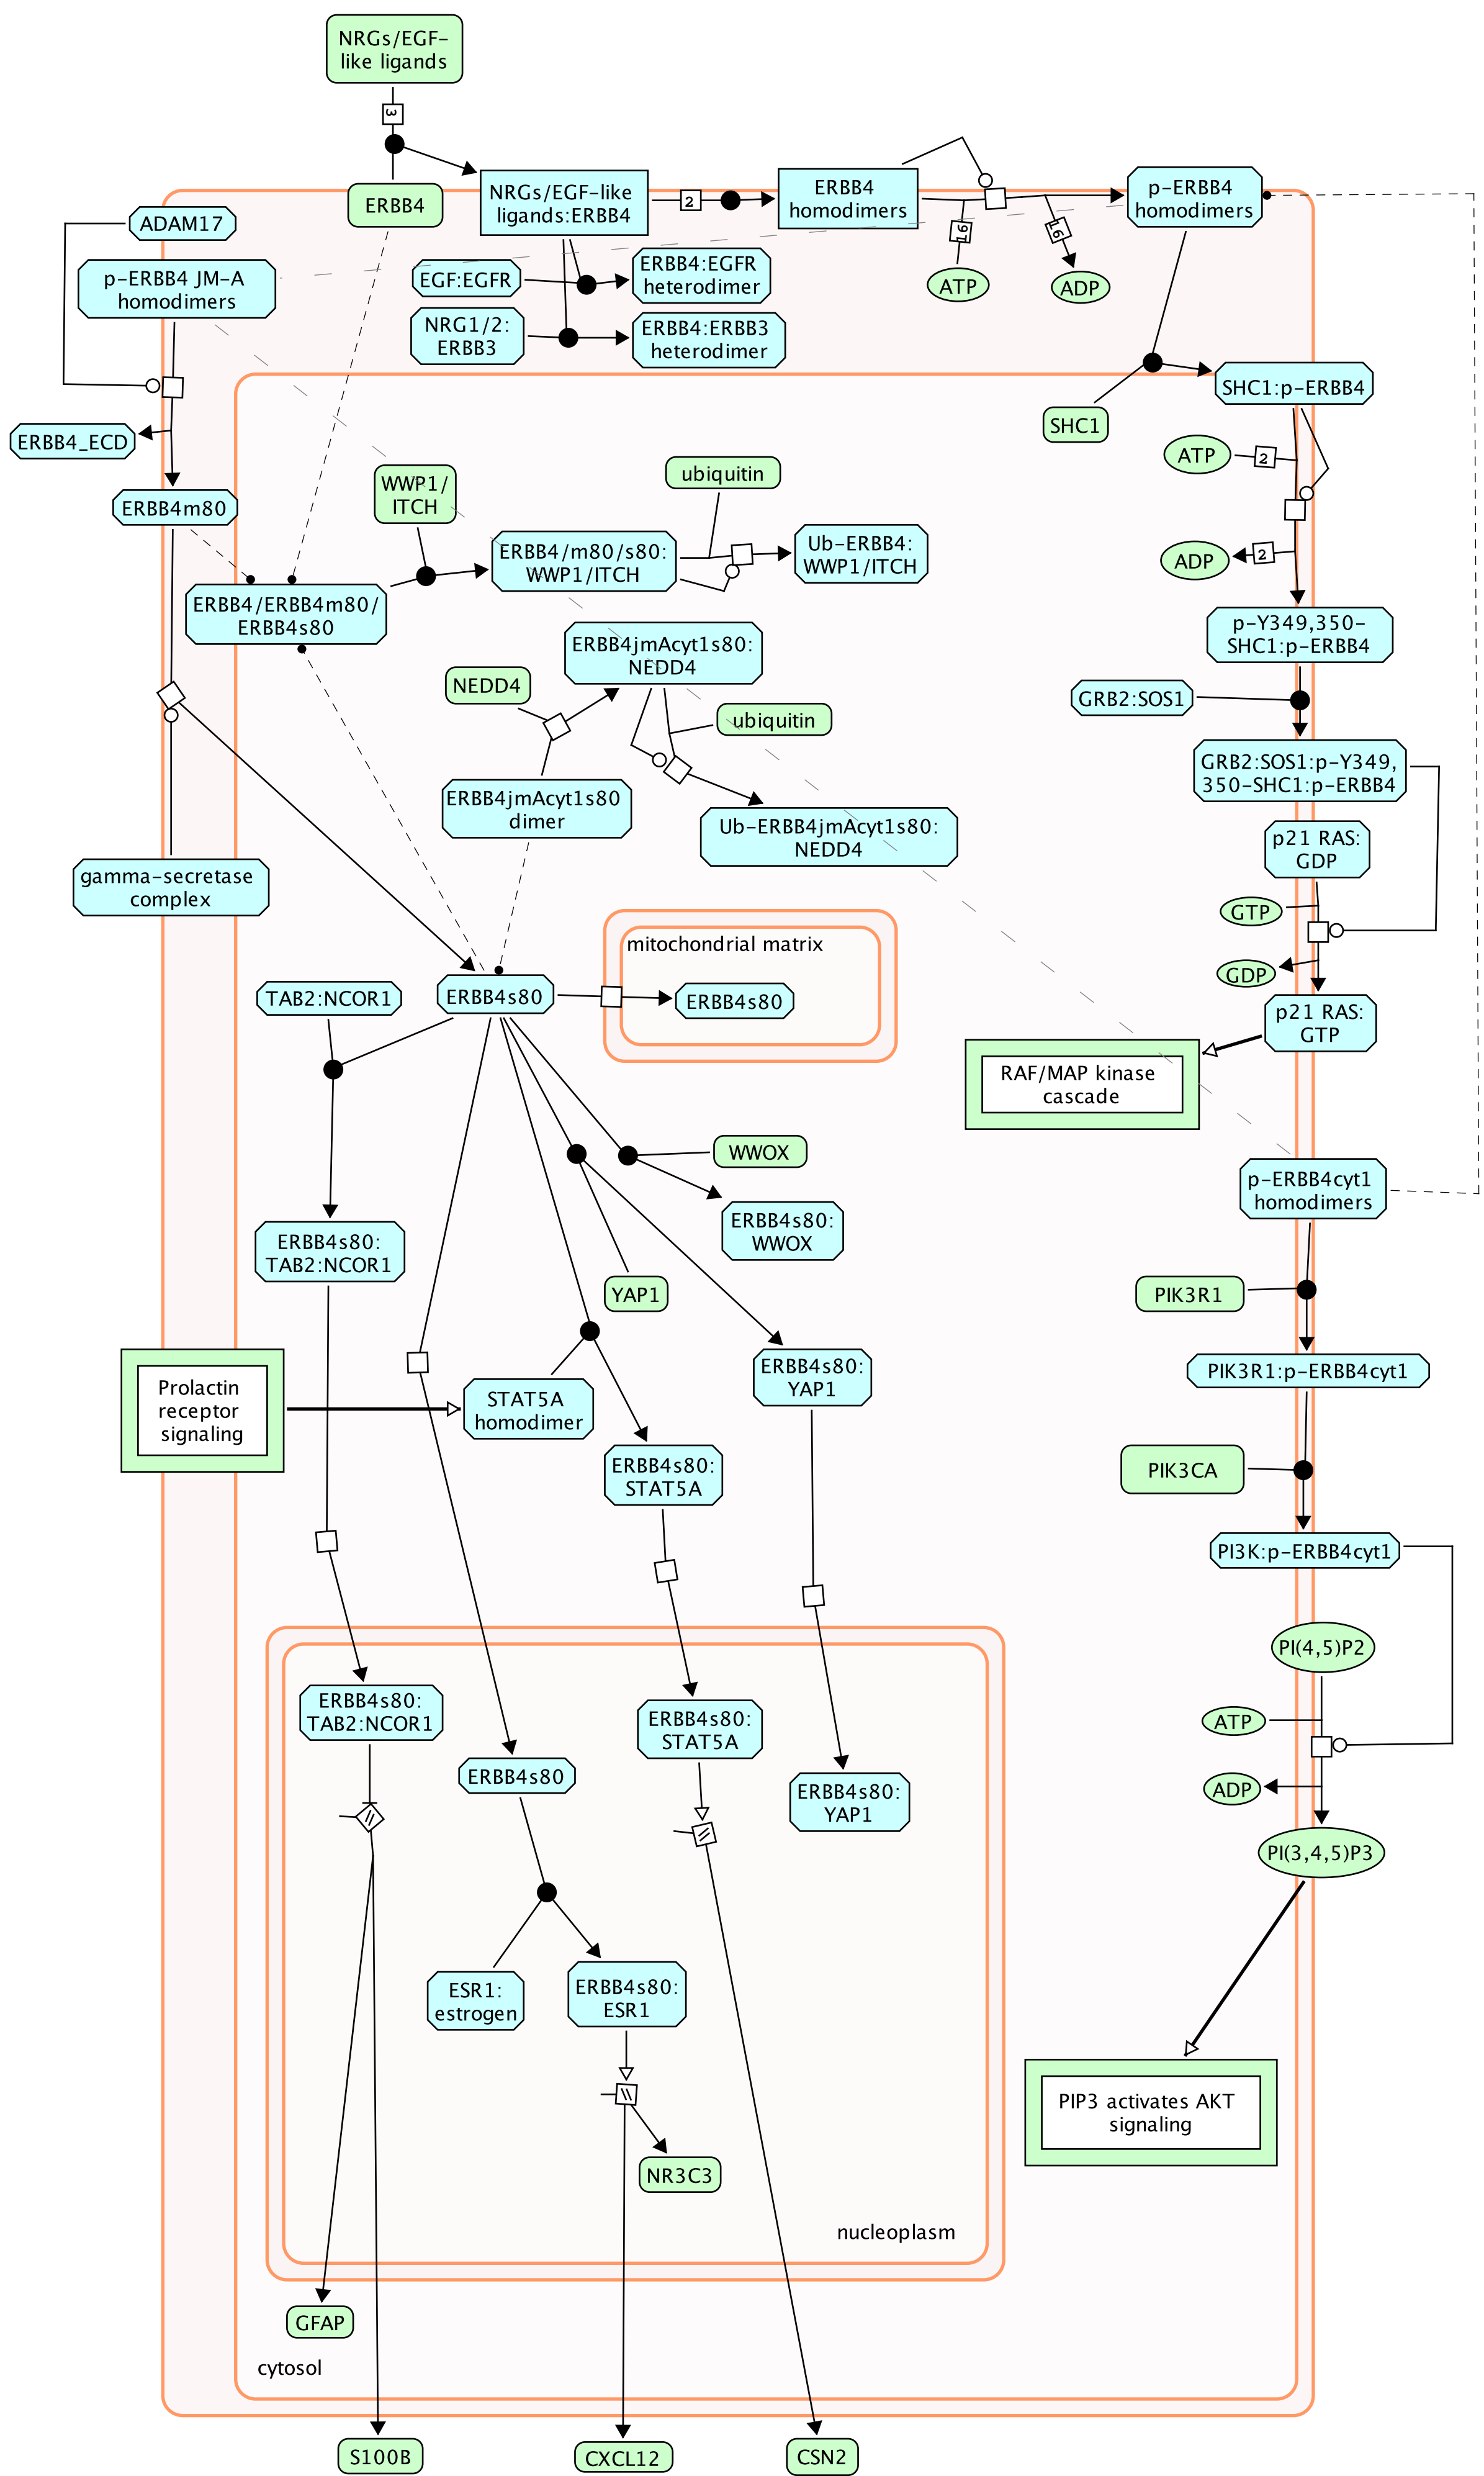 NRGs/EGF-
like ligands
3
ERBB4
NRGs/EGF-like
ligands:ERBB4
2
ERBB4
homodimers
16
ATP
16
ADP
p-ERBB4
homodimers
ADAM17
p-ERBB4 JM-A
homodimers
EGF:EGFR
ERBB4:EGFR
heterodimer
NRG1/2:
ERBB3
ERBB4:ERBB3
heterodimer
SHC1
SHC1:p-ERBB4
ERBB4_ECD
ERBB4m80
WWP1/
ITCH
ubiquitin
ERBB4/m80/s80:
WWP1/ITCH
Ub-ERBB4:
WWP1/ITCH
ATP
2
ADP
2
ERBB4/ERBB4m80/
ERBB4s80
ERBB4jmAcyt1s80:
NEDD4
NEDD4
ubiquitin
p-Y349,350-
SHC1:p-ERBB4
GRB2:SOS1
GRB2:SOS1:p-Y349,
350-SHC1:p-ERBB4
ERBB4jmAcyt1s80
dimer
Ub-ERBB4jmAcyt1s80:
NEDD4
p21 RAS:
GDP
gamma-secretase
complex
GTP
GDP
mitochondrial matrix
TAB2:NCOR1
ERBB4s80
ERBB4s80
p21 RAS:
GTP
RAF/MAP kinase
cascade
WWOX
ERBB4s80:
WWOX
p-ERBB4cyt1
homodimers
ERBB4s80:
TAB2:NCOR1
YAP1
PIK3R1
Prolactin
receptor
signaling
STAT5A
homodimer
ERBB4s80:
YAP1
PIK3R1:p-ERBB4cyt1
ERBB4s80:
STAT5A
PIK3CA
PI3K:p-ERBB4cyt1
PI(4,5)P2
ERBB4s80:
TAB2:NCOR1
ERBB4s80:
STAT5A
ATP
ERBB4s80
ERBB4s80:
YAP1
ADP
PI(3,4,5)P3
ESR1:
estrogen
ERBB4s80:
ESR1
PIP3 activates AKT
signaling
NR3C3
nucleoplasm
GFAP
cytosol
S100B
CXCL12
CSN2